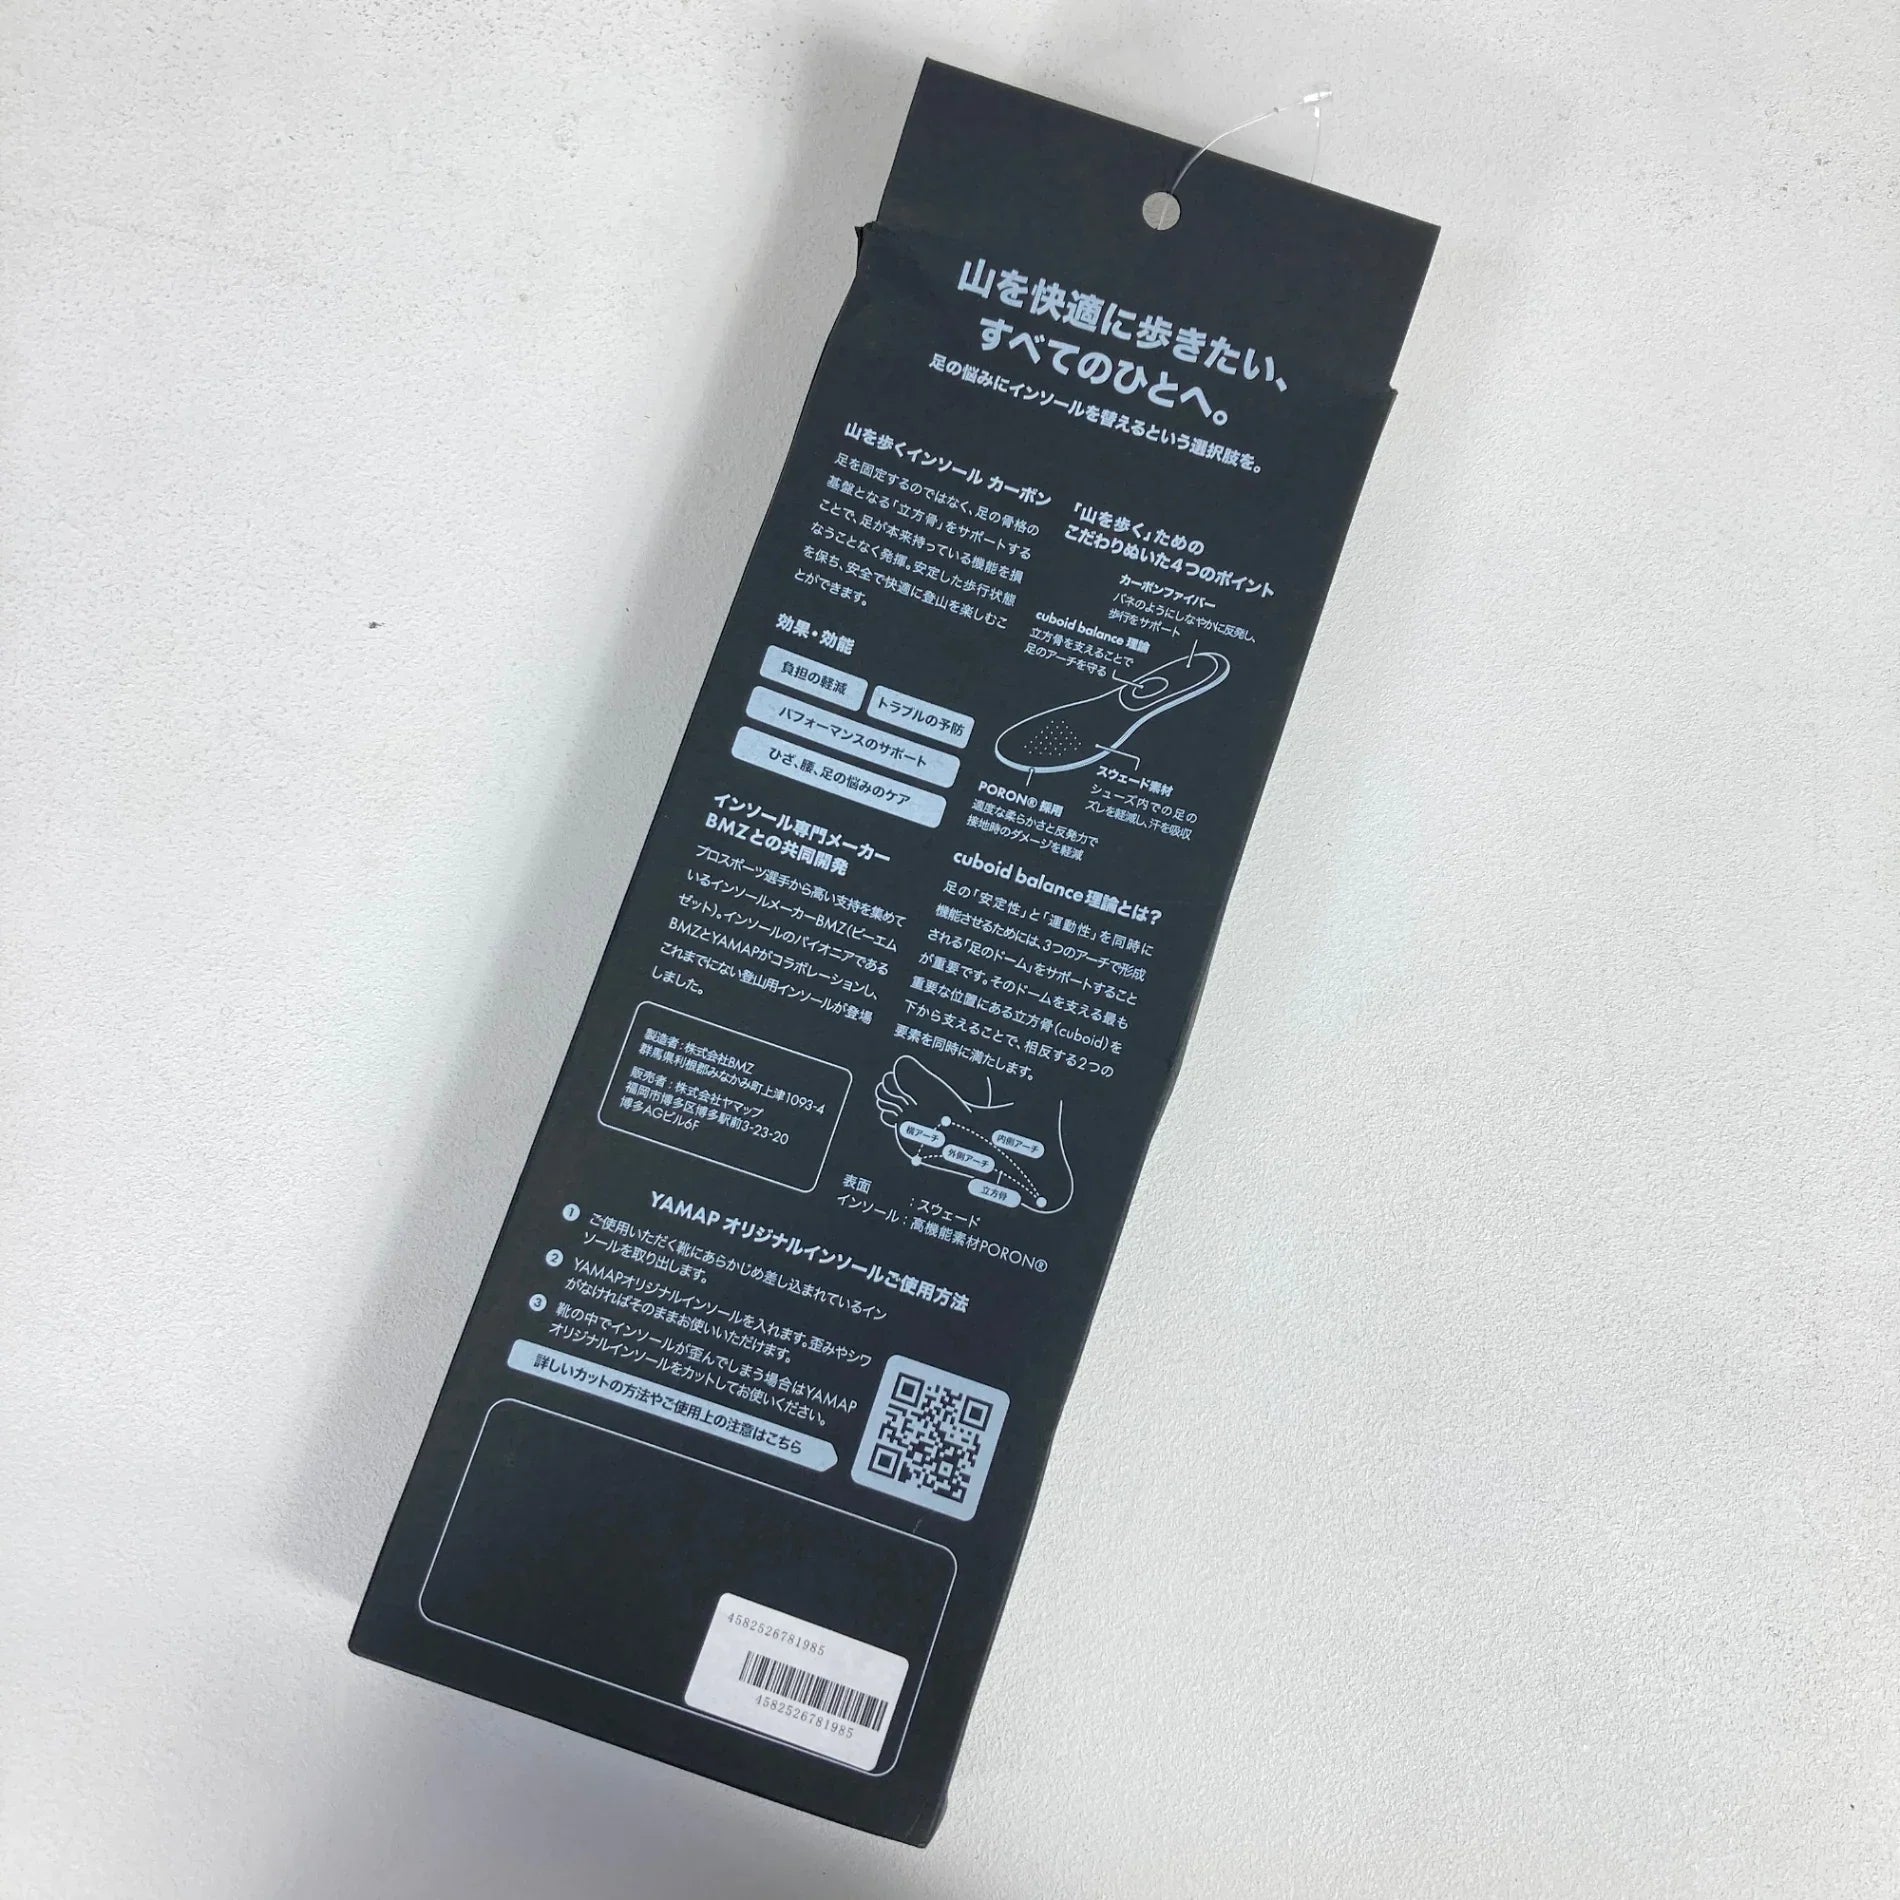 山を快適に歩きたい、
すべてのひとへ。
足の悩みにインソールを替えるという選択肢を。
山を歩くインソール カーボン
足を固定するのではなく、足の骨格の
基盤となる「立方骨」をサポートする
ことで、足が本来持っている機能を損
なうことなく発揮。安定した歩行状態
を保ち、安全で快適に登山を楽しむこ
とができます。
効果・効能
負担の軽減
トラブルの予防
パフォーマンスのサポート
ひざ、腰、足の悩みのケア
インソール専門メーカー
BMZとの共同開発
プロスポーツ選手から高い支持を集めて
いるインソールメーカーBMZ(ビーエム
ゼット)。インソールのパイオニアである
BMZとYAMAPがコラボレーションし、
これまでにない登山用インソールが登場
しました。
製造者：株式会社BMZ
群馬県利根郡みなかみ町上津1093-4
販売者：株式会社ヤマップ
福岡市博多区博多駅前3-23-20
博多AGビル6F
「山を歩く」ための
こだわりぬいた4つのポイント
カーボンファイバー
バネのようにしなやかに反発し、
歩行をサポート
cuboid balance 理論
立方骨を支えることで
足のアーチを守る
スウェード素材
シューズ内での足の
ズレを軽減し、汗を吸収
PORON® 採用
適度な柔らかさと反発力で
接地時のダメージを軽減
cuboid balance 理論とは？
足の「安定性」と「運動性」を同時に
機能させるためには、3つのアーチで形成
される「足のドーム」をサポートすること
が重要です。そのドームを支える最も
重要な位置にある立方骨(cuboid)を
下から支えることで、相反する2つの
要素を同時に満たします。
横アーチ
内側アーチ
外側アーチ
立方骨
表面 ：スウェード
インソール：高機能素材PORON®
YAMAP オリジナルインソールご使用方法
1 ご使用いただく靴にあらかじめ差し込まれているイン
ソールを取り出します。
2 YAMAPオリジナルインソールを入れます。歪みやシワ
がなければそのままお使いいただけます。
3 靴の中でインソールが歪んでしまう場合はYAMAP
オリジナルインソールをカットしてお使いください。
詳しいカットの方法やご使用上の注意はこちら
4582526781985
4582526781985